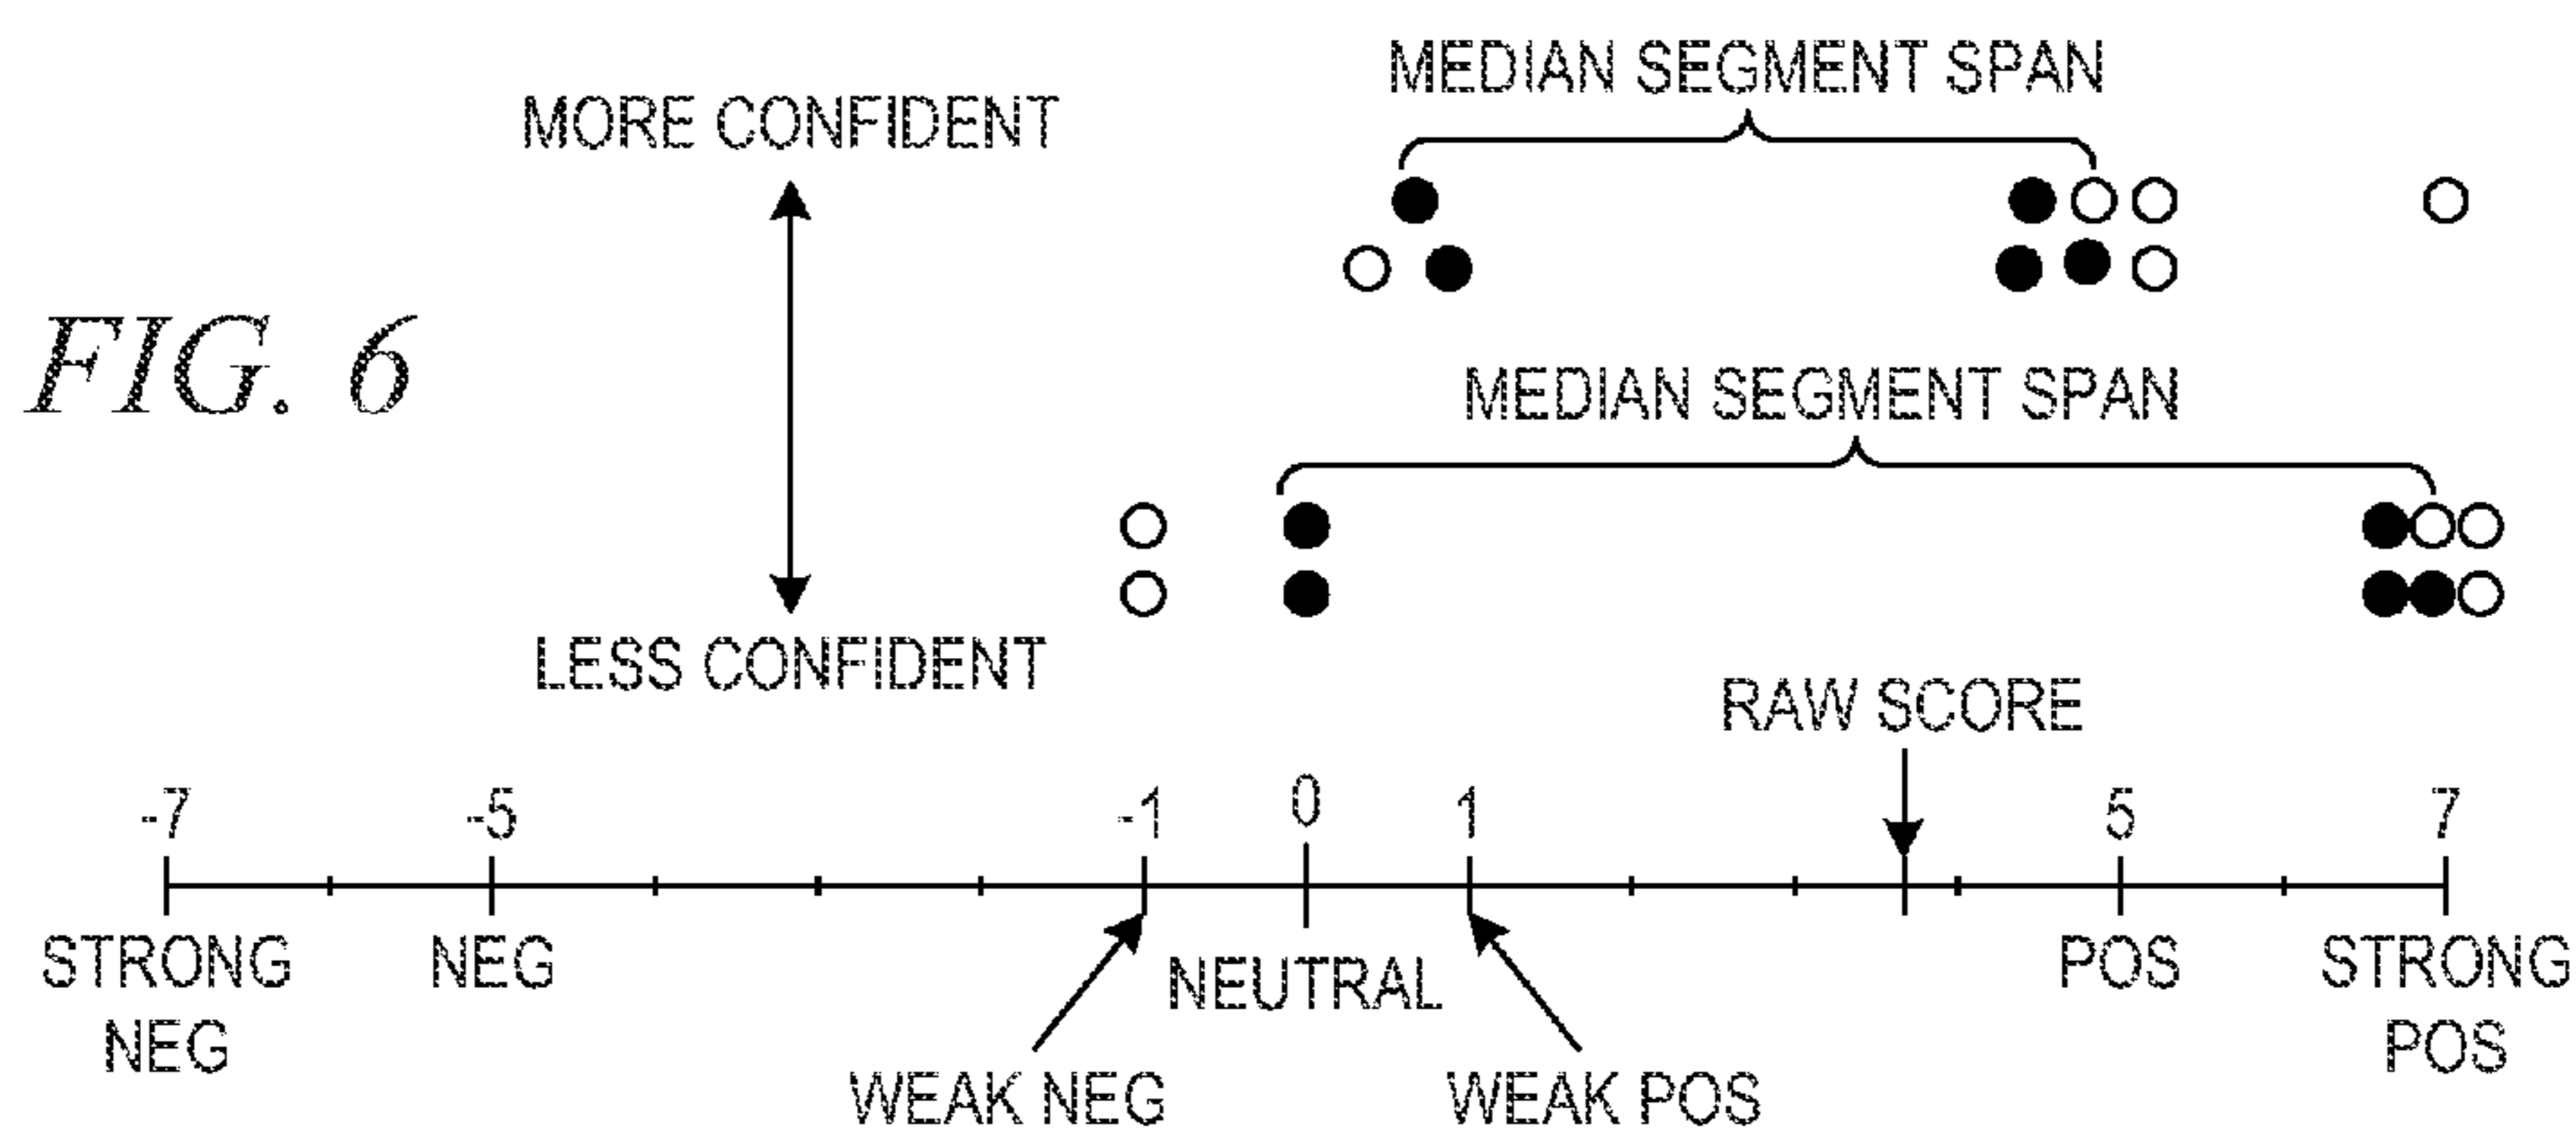 MEDIAN SEGMENT SPAN
MORE CONFIDENT
FIG. 6
MEDIAN SEGMENT SPAN
LESS CONFIDENT
RAW SCORE
-7 -5 -1 0 1 5 7
STRONG NEG NEUTRAL POS STRONG
NEG POS
WEAK NEG WEAK POS